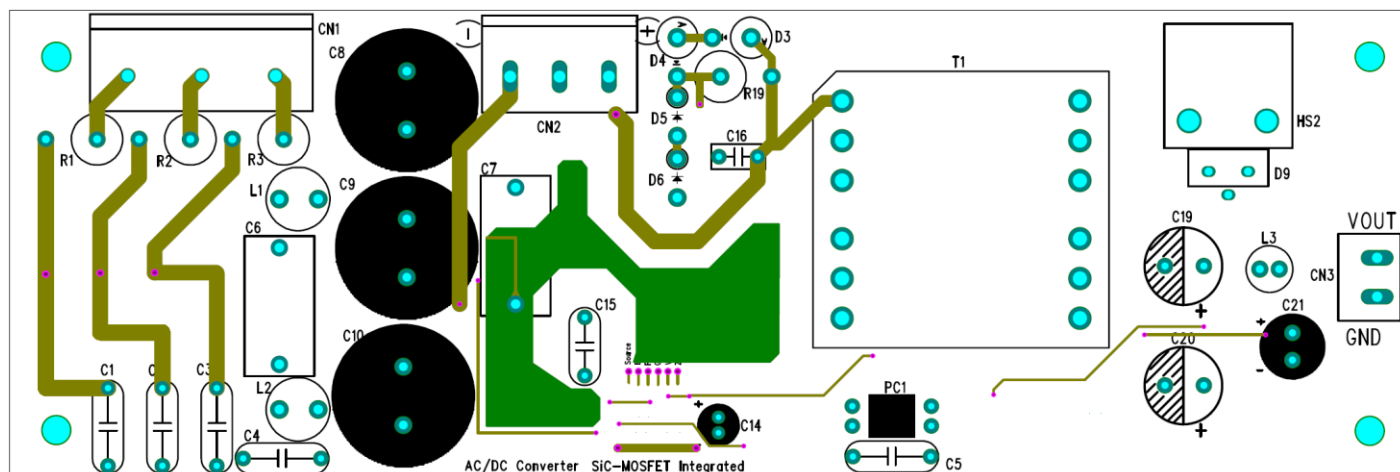 CN1
C8
D3
D4
T1
R19
HS2
D5
CN2
C16
R1
R2
R3
C7
D6
D9
L1
C9
C19
VOUT
C6
L3
CN3
C15
C21
C10
GND
C20
Source
C1
C3
L2
PC1
C14
C4
C5
AC/DC Converter SiC-MOSFET Integrated